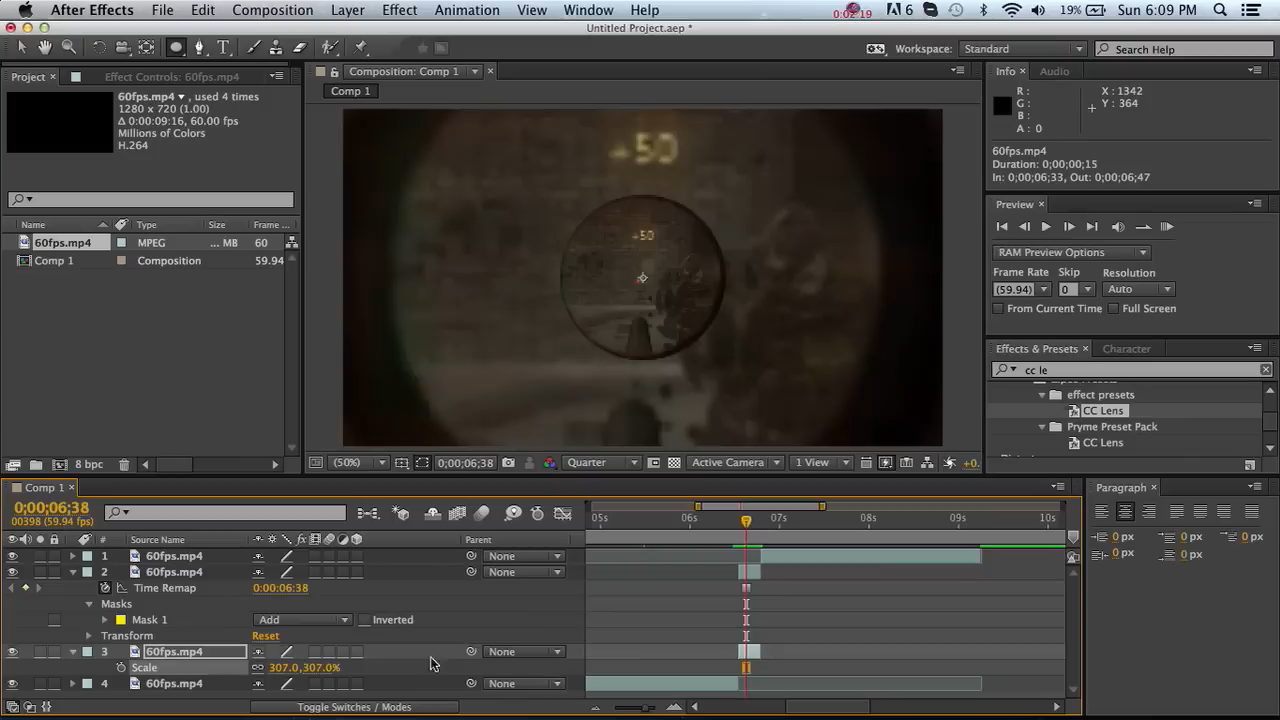 After Effects File Edit Composition Layer Effect Animation View Window Help 0:02:19 6 19% Sun 6:09 PM
Untitled Project.aep *
Workspace: Standard Search Help
Project Effect Controls: 60fps.mp4
60fps.mp4 , used 4 times
1280 x 720 (1.00)
Δ 0:00:09:16, 60.00 fps
Millions of Colors
H.264
Name Type Size Frame...
60fps.mp4 MPEG ... MB 60
Comp 1 Composition 59.94
8 bpc
Composition: Comp 1
Comp 1
+50
+50
(50%) 0;00;06;38 Quarter Active Camera 1 View +0.
Info Audio
R: X : 1342
G: Y : 364
B:
A: 0
60fps.mp4
Duration: 0;00;00;15
In: 0;00;06;33, Out: 0;00;06;47
Preview
RAM Preview Options
Frame Rate Skip Resolution
(59.94) 0 Auto
From Current Time Full Screen
Effects & Presets Character
cc le
effect presets
CC Lens
Pryme Preset Pack
CC Lens
Comp 1
0;00;06;38
00398 (59.94 fps)
05s 06s 07s 08s 09s 10s
# Source Name Parent
1 60fps.mp4 None
2 60fps.mp4 None
Time Remap 0:00:06:38
Masks
Mask 1 Add Inverted
Transform Reset
3 60fps.mp4 None
Scale 307.0,307.0%
4 60fps.mp4 None
Toggle Switches / Modes
Paragraph
0 px 0 px 0 px
0 px 0 px